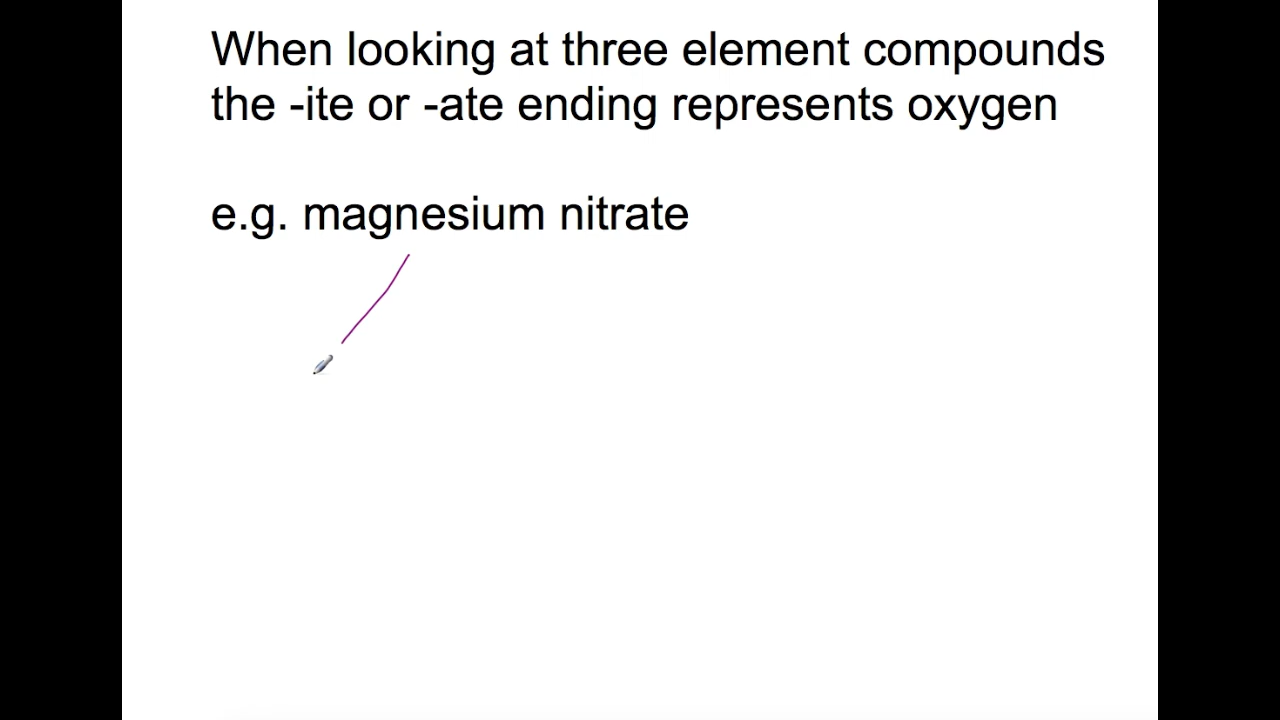 When looking at three element compounds
the -ite or -ate ending represents oxygen
e.g. magnesium nitrate